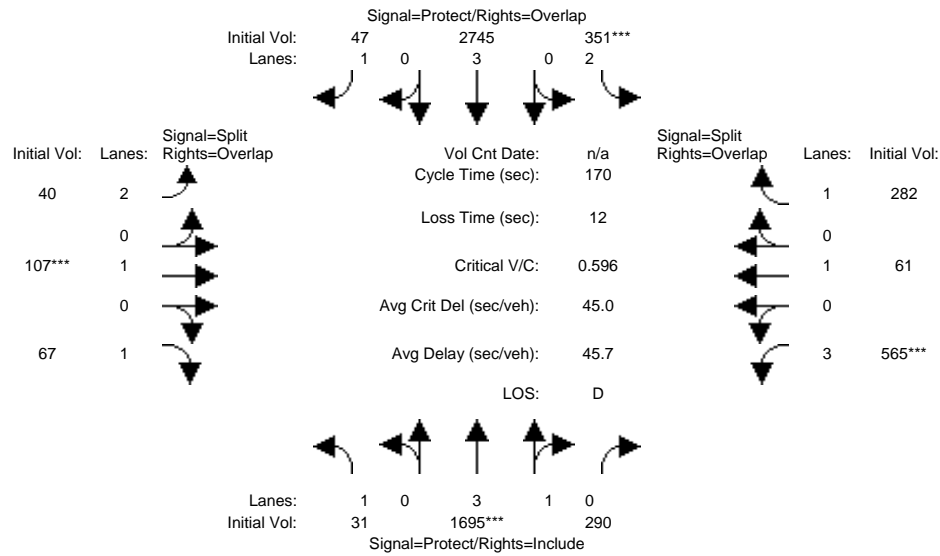 Signal=Protect/Rights=Overlap
Initial Vol: 47 2745 351***
Lanes: 1 0 3 0 2
Signal=Split Signal=Split
Initial Vol: Lanes: Rights=Overlap Vol Cnt Date: n/a Rights=Overlap Lanes: Initial Vol:
Cycle Time (sec): 170
40 2 1 282
Loss Time (sec): 12
0 0
107*** 1 Critical V/C: 0.596 1 61
0 Avg Crit Del (sec/veh): 45.0 0
67 1 Avg Delay (sec/veh): 45.7 3 565***
LOS: D
Lanes: 1 0 3 1 0
Initial Vol: 31 1695*** 290
Signal=Protect/Rights=Include